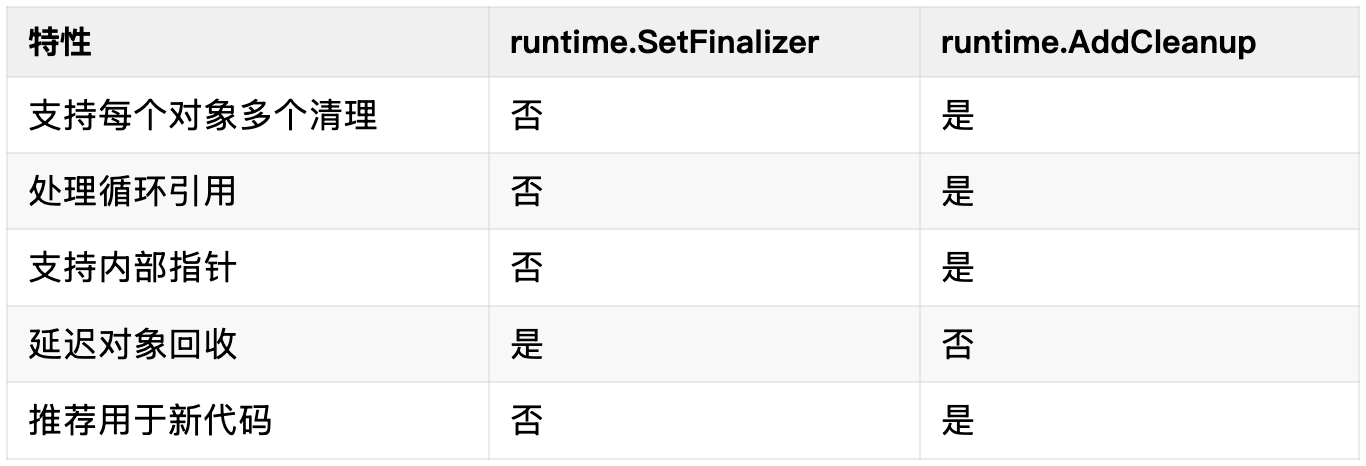 特性 runtime.SetFinalizer runtime.AddCleanup
支持每个对象多个清理 否 是
处理循环引用 否 是
支持内部指针 否 是
延迟对象回收 是 否
推荐用于新代码 否 是